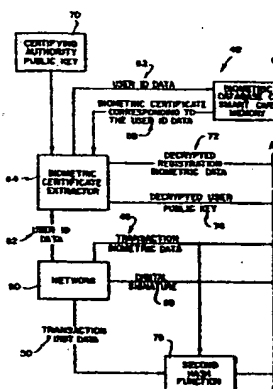 70
CERTIFYING
AUTHORITY
PUBLIC KEY
62
USER ID DATA
BIOMETRIC
DATABASE
SMART CARD
MEMORY
BIOMETRIC CERTIFICATE
CORRESPONDING TO
THE USER ID DATA
72
DECRYPTED
REGISTRATION
BIOMETRIC DATA
64
BIOMETRIC
CERTIFICATE
EXTRACTOR
DECRYPTED USER
PUBLIC KEY
74
62
USER ID
DATA
TRANSACTION
BIOMETRIC DATA
NETWORK
DIGITAL
SIGNATURE
TRANSACTION
DATA
SECOND
HASH
FUNCTION